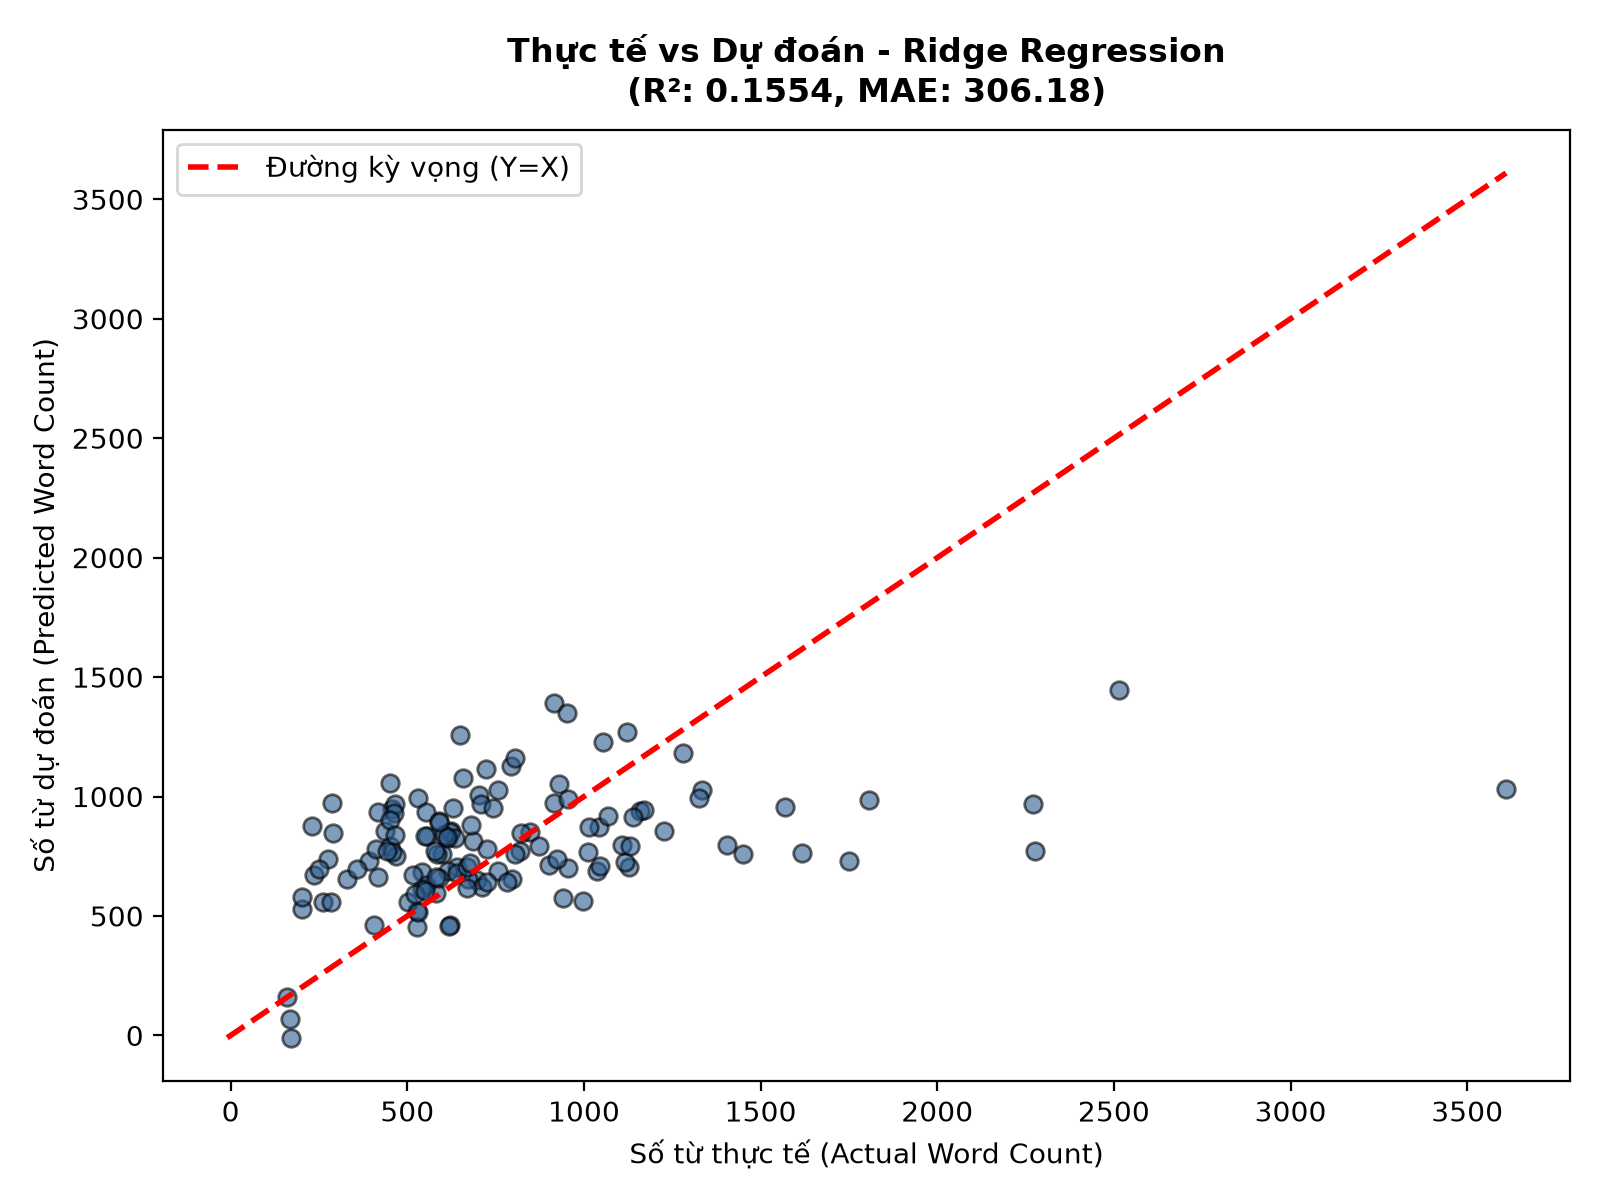 Thực tế vs Dự đoán - Ridge Regression
(R²: 0.1554, MAE: 306.18)
Đường kỳ vọng (Y=X)
Số từ dự đoán (Predicted Word Count)
3500
3000
2500
2000
1500
1000
500
0
0 500 1000 1500 2000 2500 3000 3500
Số từ thực tế (Actual Word Count)